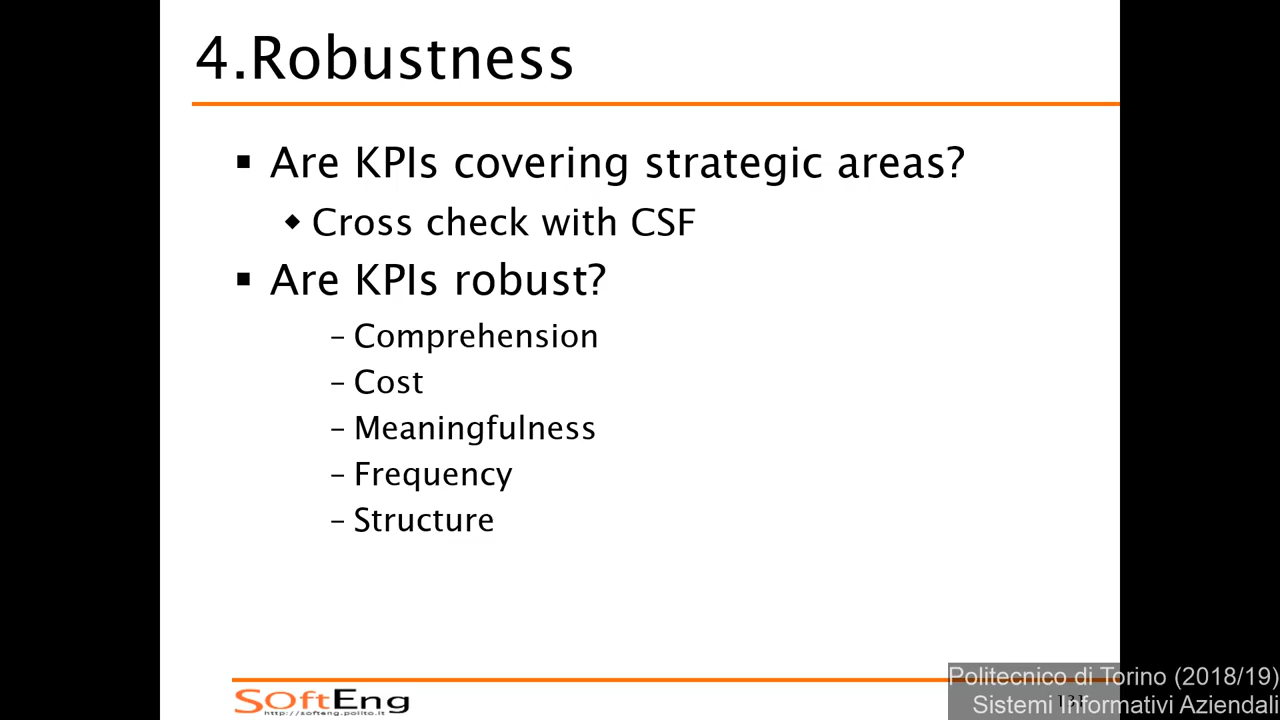 4.Robustness
▪ Are KPIs covering strategic areas?
◆ Cross check with CSF
▪ Are KPIs robust?
– Comprehension
– Cost
– Meaningfulness
– Frequency
– Structure
SoftEng
http://softeng.polito.it
Politecnico di Torino (2018/19)
Sistemi Informativi Aziendali